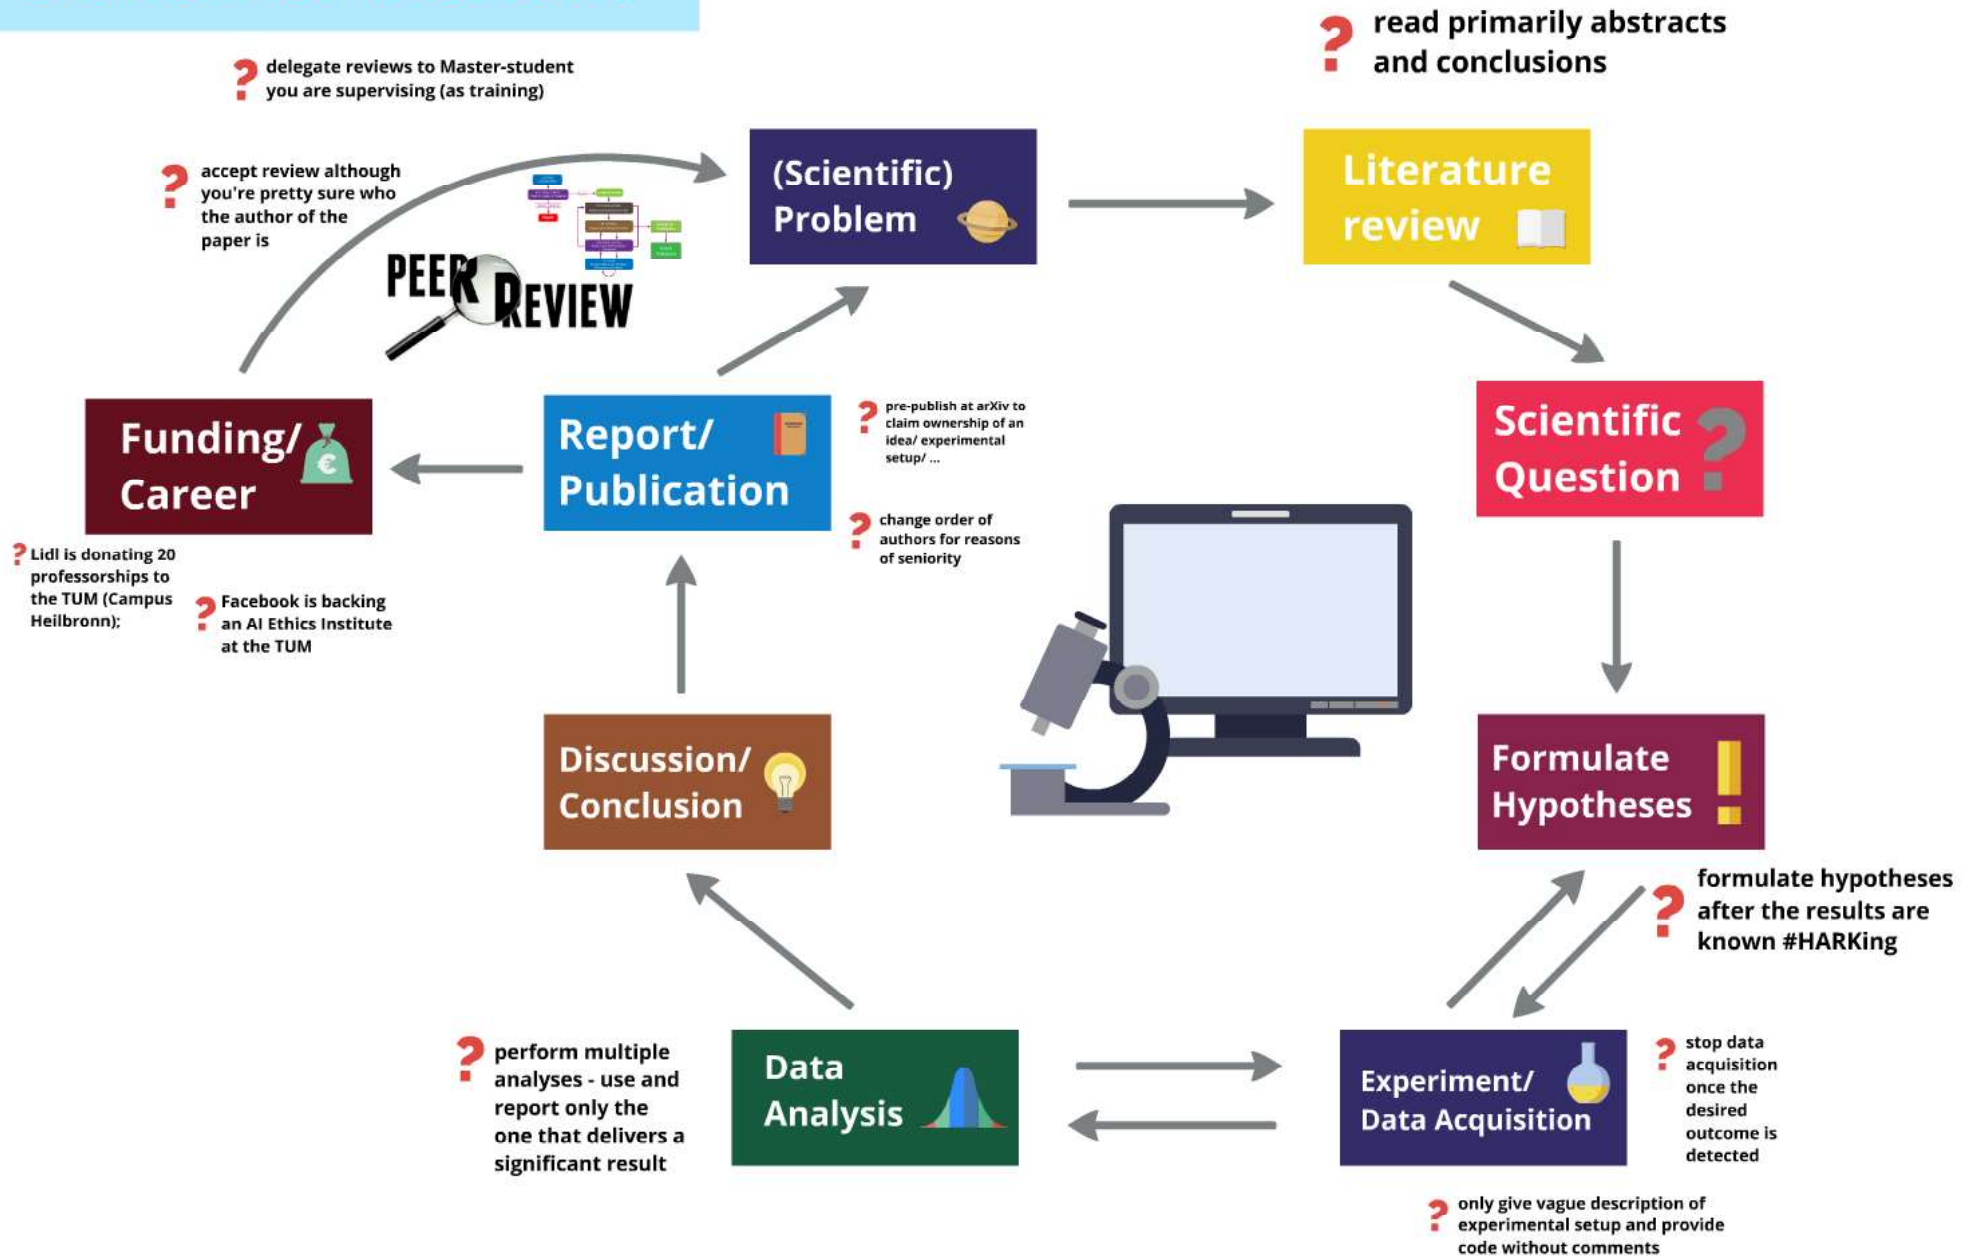 delegate reviews to Master-student
you are supervising (as training)
read primarily abstracts
and conclusions
accept review although
you're pretty sure who
the author of the
paper is
PEER REVIEW
(Scientific)
Problem
Literature
review
Funding/
Career
€
Report/
Publication
pre-publish at arXiv to
claim ownership of an
idea/ experimental
setup/ ...
change order of
authors for reasons
of seniority
Scientific
Question
Lidl is donating 20
professorships to
the TUM (Campus
Heilbronn);
Facebook is backing
an AI Ethics Institute
at the TUM
Discussion/
Conclusion
Formulate
Hypotheses
formulate hypotheses
after the results are
known #HARKing
perform multiple
analyses - use and
report only the
one that delivers a
significant result
Data
Analysis
Experiment/
Data Acquisition
stop data
acquisition
once the
desired
outcome is
detected
only give vague description of
experimental setup and provide
code without comments